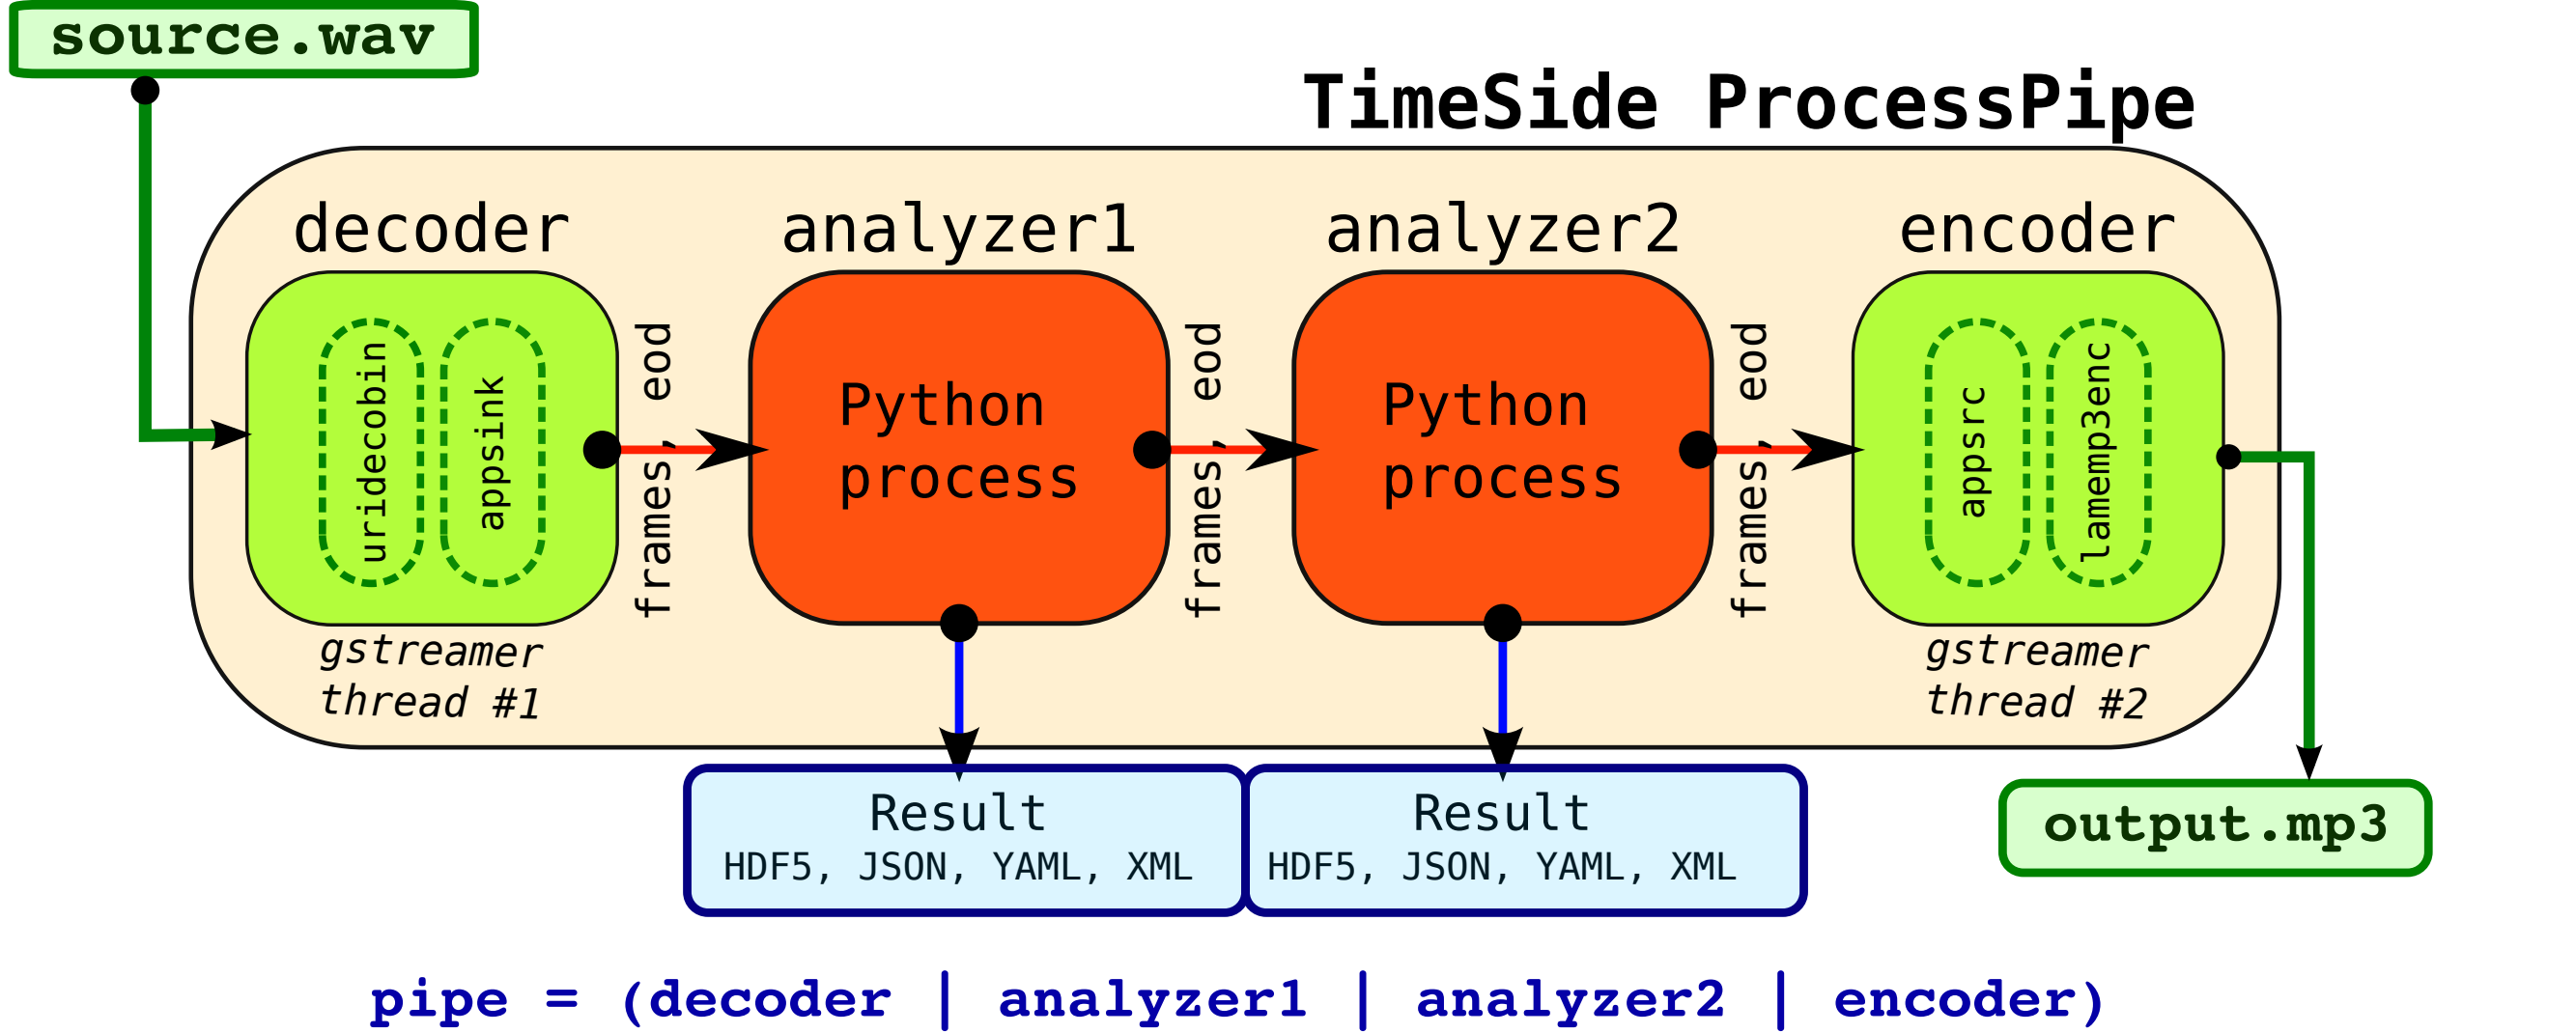 source.wav
TimeSide ProcessPipe
decoder
analyzer1
analyzer2
encoder
uridecobin
appsink
frames, eod
Python
process
frames, eod
Python
process
frames, eod
appsrc
lamemp3enc
gstreamer
thread #1
gstreamer
thread #2
Result
HDF5, JSON, YAML, XML
Result
HDF5, JSON, YAML, XML
output.mp3
pipe = (decoder | analyzer1 | analyzer2 | encoder)